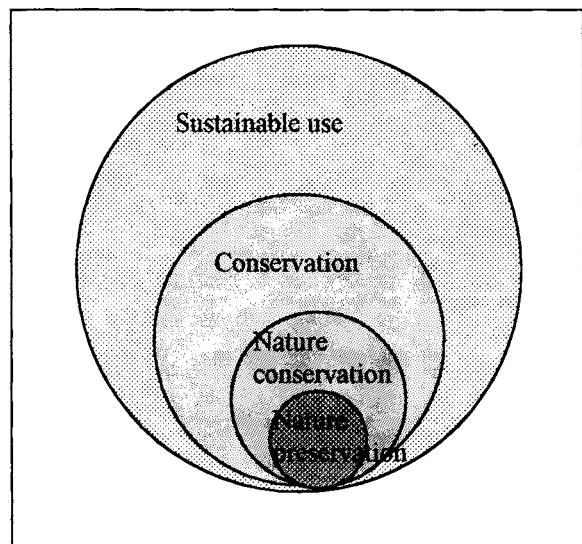 Sustainable use
Conservation
Nature
conservation
Nature
preservation